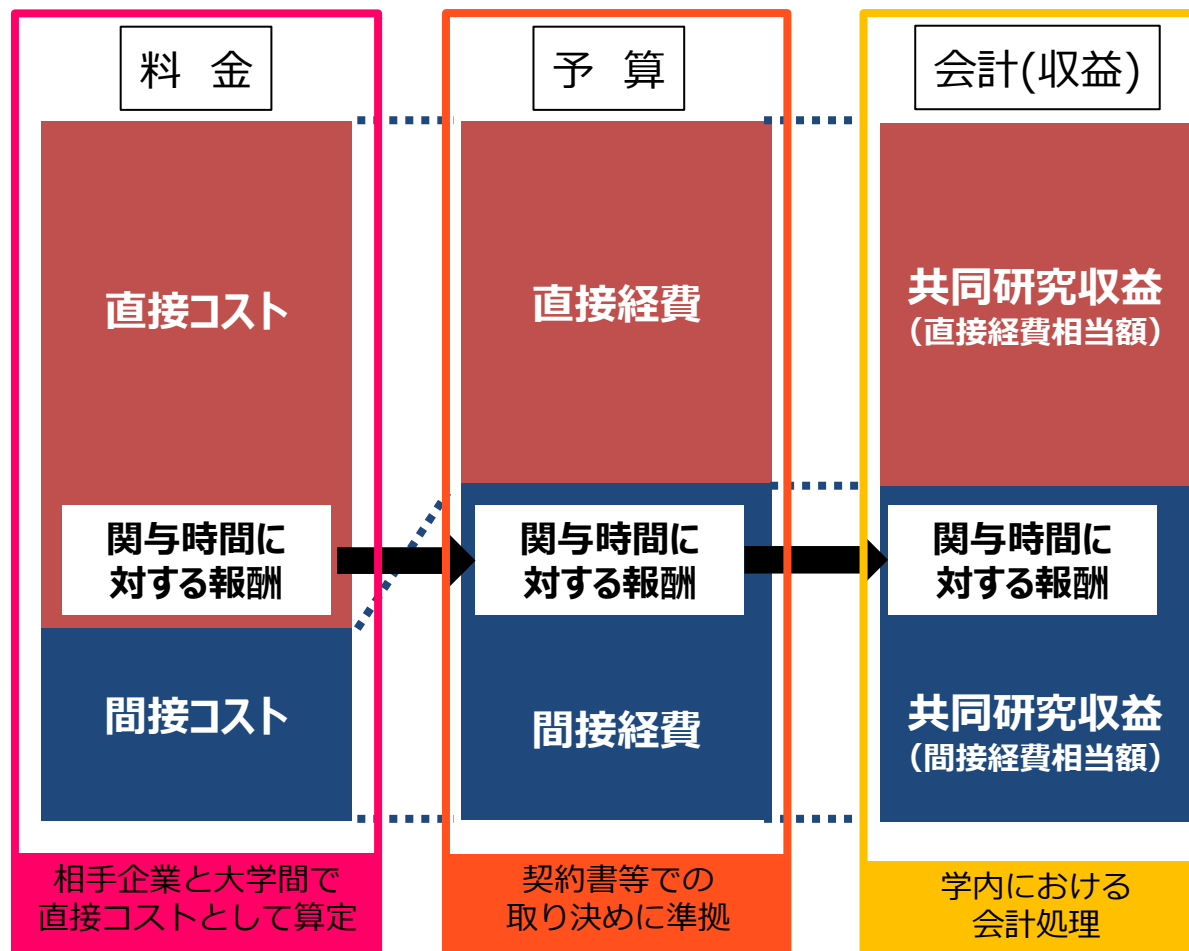 料 金
直接コスト
関与時間に
対する報酬
間接コスト
相手企業と大学間で
直接コストとして算定
予 算
直接経費
関与時間に
対する報酬
間接経費
契約書等での
取り決めに準拠
会計(収益)
共同研究収益
(直接経費相当額)
関与時間に
対する報酬
共同研究収益
(間接経費相当額)
学内における
会計処理